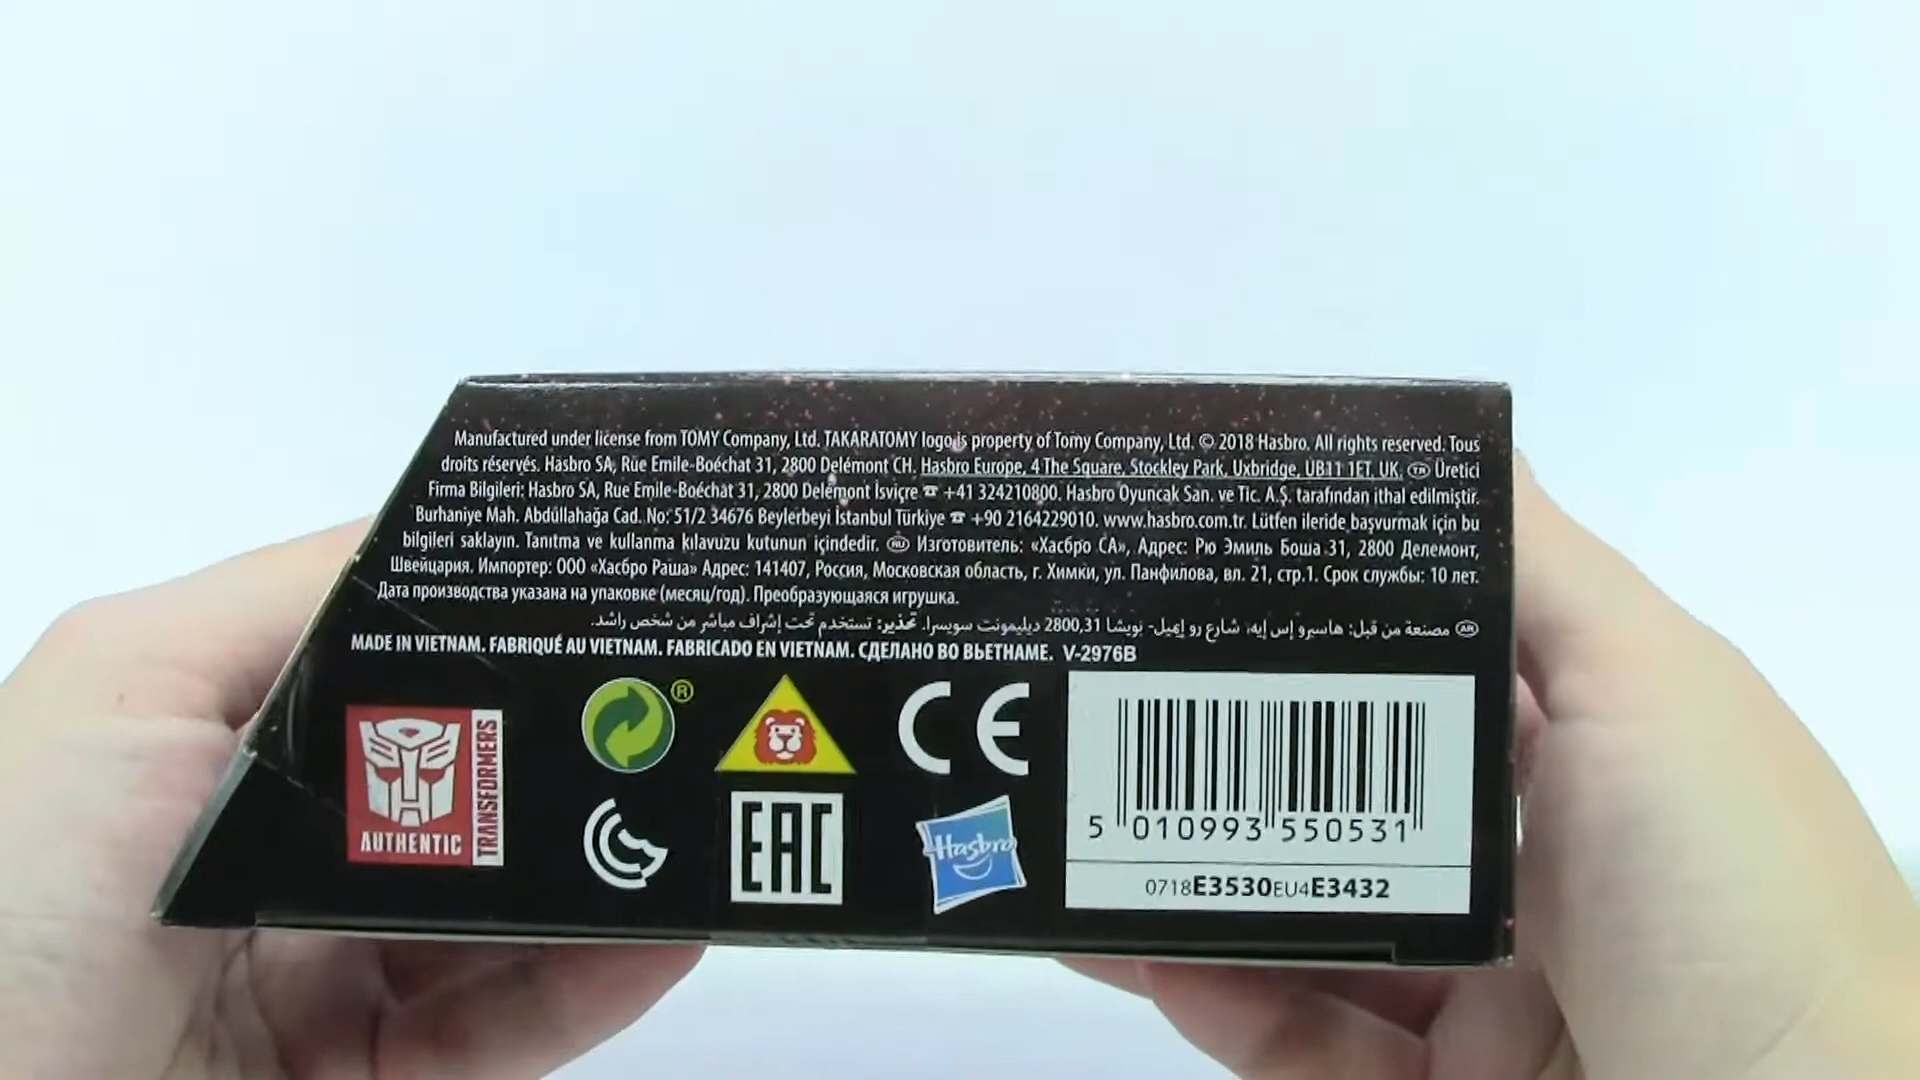 Manufactured under license from TOMY Company, Ltd. TAKARATOMY logo is property of Tomy Company, Ltd. © 2018 Hasbro. All rights reserved. Tous
droits réservés. Hasbro SA, Rue Emile-Boéchat 31, 2800 Delémont CH. Hasbro Europe, 4 The Square, Stockley Park, Uxbridge, UB11 1FT, UK. TR Üretici
Firma Bilgileri: Hasbro SA, Rue Emile-Boéchat 31, 2800 Delémont İsviçre ☎ +41 324210800. Hasbro Oyuncak San. ve Tic. A.Ş. tarafından ithal edilmiştir.
Burhaniye Mah. Abdüllahağa Cad. No: 51/2 34676 Beylerbeyi İstanbul Türkiye ☎ +90 2164229010. www.hasbro.com.tr. Lütfen ileride başvurmak için bu
bilgileri saklayın. Tanıtma ve kullanma kılavuzu kutunun içindedir. RU Изготовитель: «Хасбро СА», Адрес: Рю Эмиль Боша 31, 2800 Делемонт,
Швейцария. Импортер: ООО «Хасбро Раша» Адрес: 141407, Россия, Московская область, г. Химки, ул. Панфилова, вл. 21, стр.1. Срок службы: 10 лет.
Дата производства указана на упаковке (месяц/год). Преобразующаяся игрушка.
AR مصنعة من قبل: هاسبرو إس إيه، شارع رو إيميل- بويشا 2800,31 ديليمونت سويسرا. تحذير: تستخدم تحت إشراف مباشر من شخص راشد.
MADE IN VIETNAM. FABRIQUÉ AU VIETNAM. FABRICADO EN VIETNAM. СДЕЛАНО ВО ВЬЕТНАМЕ. V-2976B
AUTHENTIC
TRANSFORMERS
®
CE
EAC
Hasbro
5 010993 550531
0718E3530EU4E3432